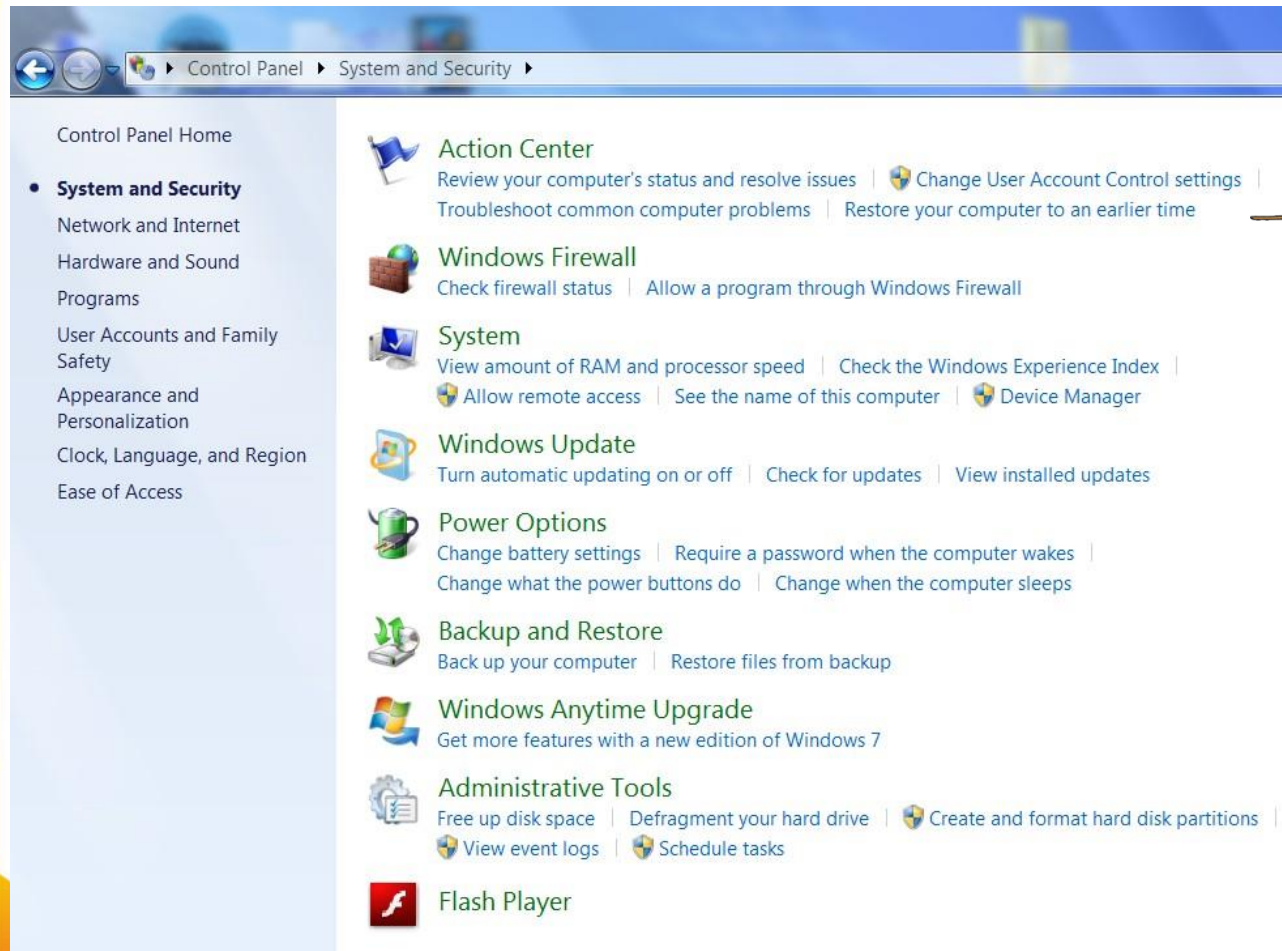 Control Panel System and Security
Control Panel Home
System and Security
Network and Internet
Hardware and Sound
Programs
User Accounts and Family
Safety
Appearance and
Personalization
Clock, Language, and Region
Ease of Access
Action Center
Review your computer's status and resolve issues Change User Account Control settings
Troubleshoot common computer problems Restore your computer to an earlier time
Windows Firewall
Check firewall status Allow a program through Windows Firewall
System
View amount of RAM and processor speed Check the Windows Experience Index
Allow remote access See the name of this computer Device Manager
Windows Update
Turn automatic updating on or off Check for updates View installed updates
Power Options
Change battery settings Require a password when the computer wakes
Change what the power buttons do Change when the computer sleeps
Backup and Restore
Back up your computer Restore files from backup
Windows Anytime Upgrade
Get more features with a new edition of Windows 7
Administrative Tools
Free up disk space Defragment your hard drive Create and format hard disk partitions
View event logs Schedule tasks
Flash Player